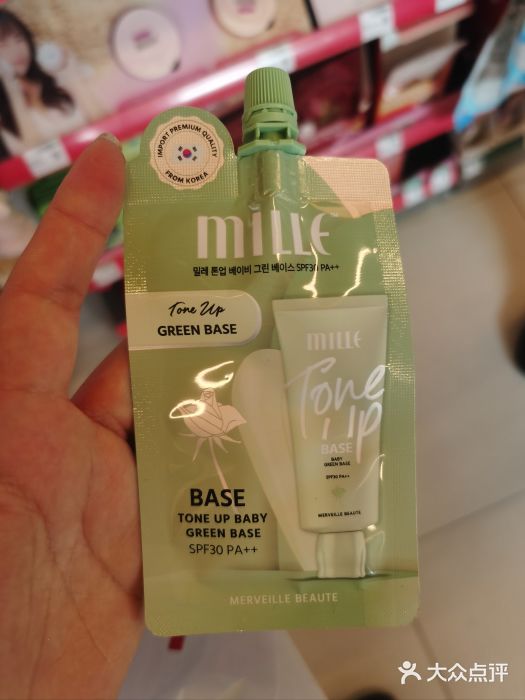 IMPORT PREMIUM QUALITY
FROM KOREA
mille
밀레 톤업 베이비 그린 베이스 SPF30 PA++
Tone Up
GREEN BASE
mille
Tone
Up
BASE
BABY
GREEN BASE
SPF30 PA++
MERVEILLE BEAUTE
BASE
TONE UP BABY
GREEN BASE
SPF30 PA++
MERVEILLE BEAUTE
大众点评